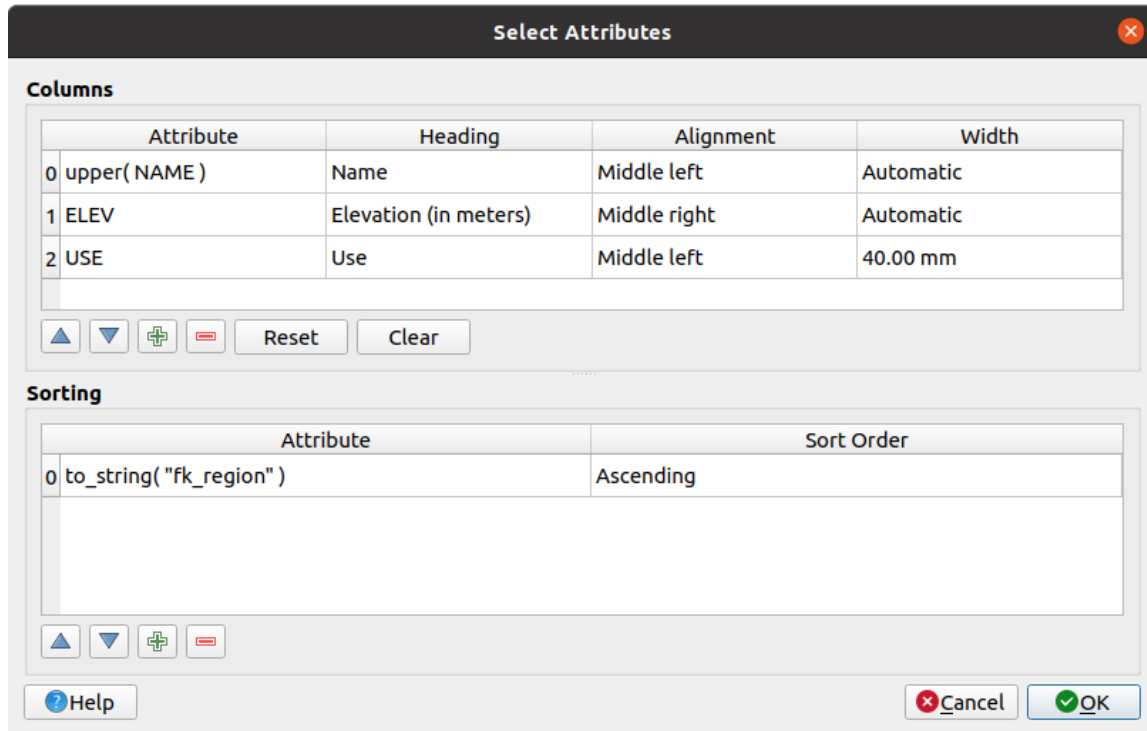 Select Attributes
Columns
Attribute Heading Alignment Width
0 upper( NAME ) Name Middle left Automatic
1 ELEV Elevation (in meters) Middle right Automatic
2 USE Use Middle left 40.00 mm
Reset Clear
Sorting
Attribute Sort Order
0 to_string( "fk_region" ) Ascending
Help Cancel OK